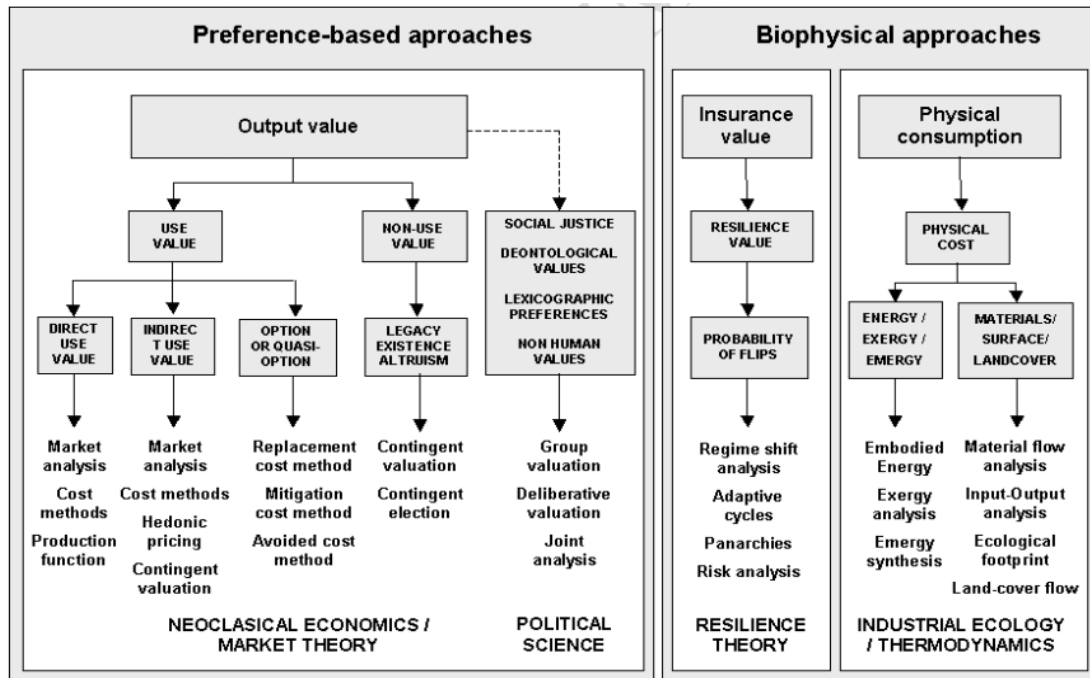 Preference-based aproaches
Biophysical approaches
Output value
Insurance
value
Physical
consumption
USE
VALUE
NON-USE
VALUE
SOCIAL JUSTICE
DEONTOLOGICAL
VALUES
LEXICOGRAPHIC
PREFERENCES
NON HUMAN
VALUES
RESILIENCE
VALUE
PHYSICAL
COST
DIRECT
USE
VALUE
INDIREC
T USE
VALUE
OPTION
OR QUASI-
OPTION
LEGACY
EXISTENCE
ALTRUISM
PROBABILITY
OF FLIPS
ENERGY /
EXERGY /
EMERGY
MATERIALS/
SURFACE/
LANDCOVER
Market
analysis
Cost
methods
Production
function
Market
analysis
Cost methods
Hedonic
pricing
Contingent
valuation
Replacement
cost method
Mitigation
cost method
Avoided cost
method
Contingent
valuation
Contingent
election
Group
valuation
Deliberative
valuation
Joint
analysis
Regime shift
analysis
Adaptive
cycles
Panarchies
Risk analysis
Embodied
Energy
Exergy
analysis
Emergy
synthesis
Material flow
analysis
Input-Output
analysis
Ecological
footprint
Land-cover flow
NEOCLASICAL ECONOMICS /
MARKET THEORY
POLITICAL
SCIENCE
RESILIENCE
THEORY
INDUSTRIAL ECOLOGY
/ THERMODYNAMICS